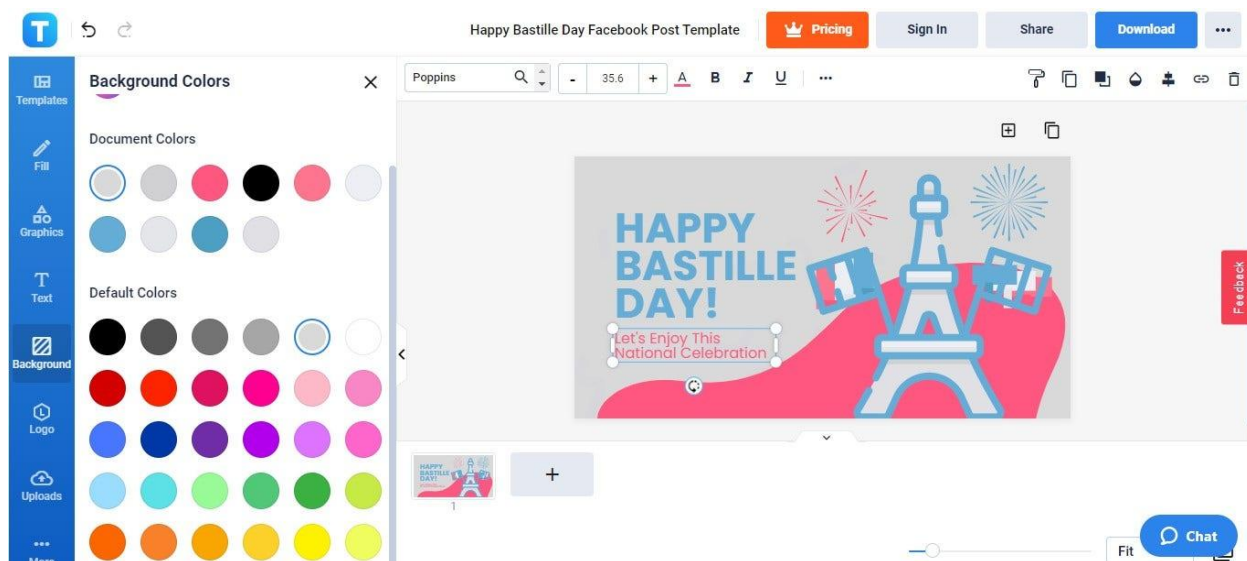 T
Happy Bastille Day Facebook Post Template
Pricing
Sign In
Share
Download
Templates
Fill
Graphics
Text
Background
Logo
Uploads
More
Background Colors
Document Colors
Default Colors
Poppins
- 35.6 +
A B I U
HAPPY
BASTILLE
DAY!
Let's Enjoy This
National Celebration
Feedback
HAPPY
BASTILLE
DAY!
1
+
Fit
Chat